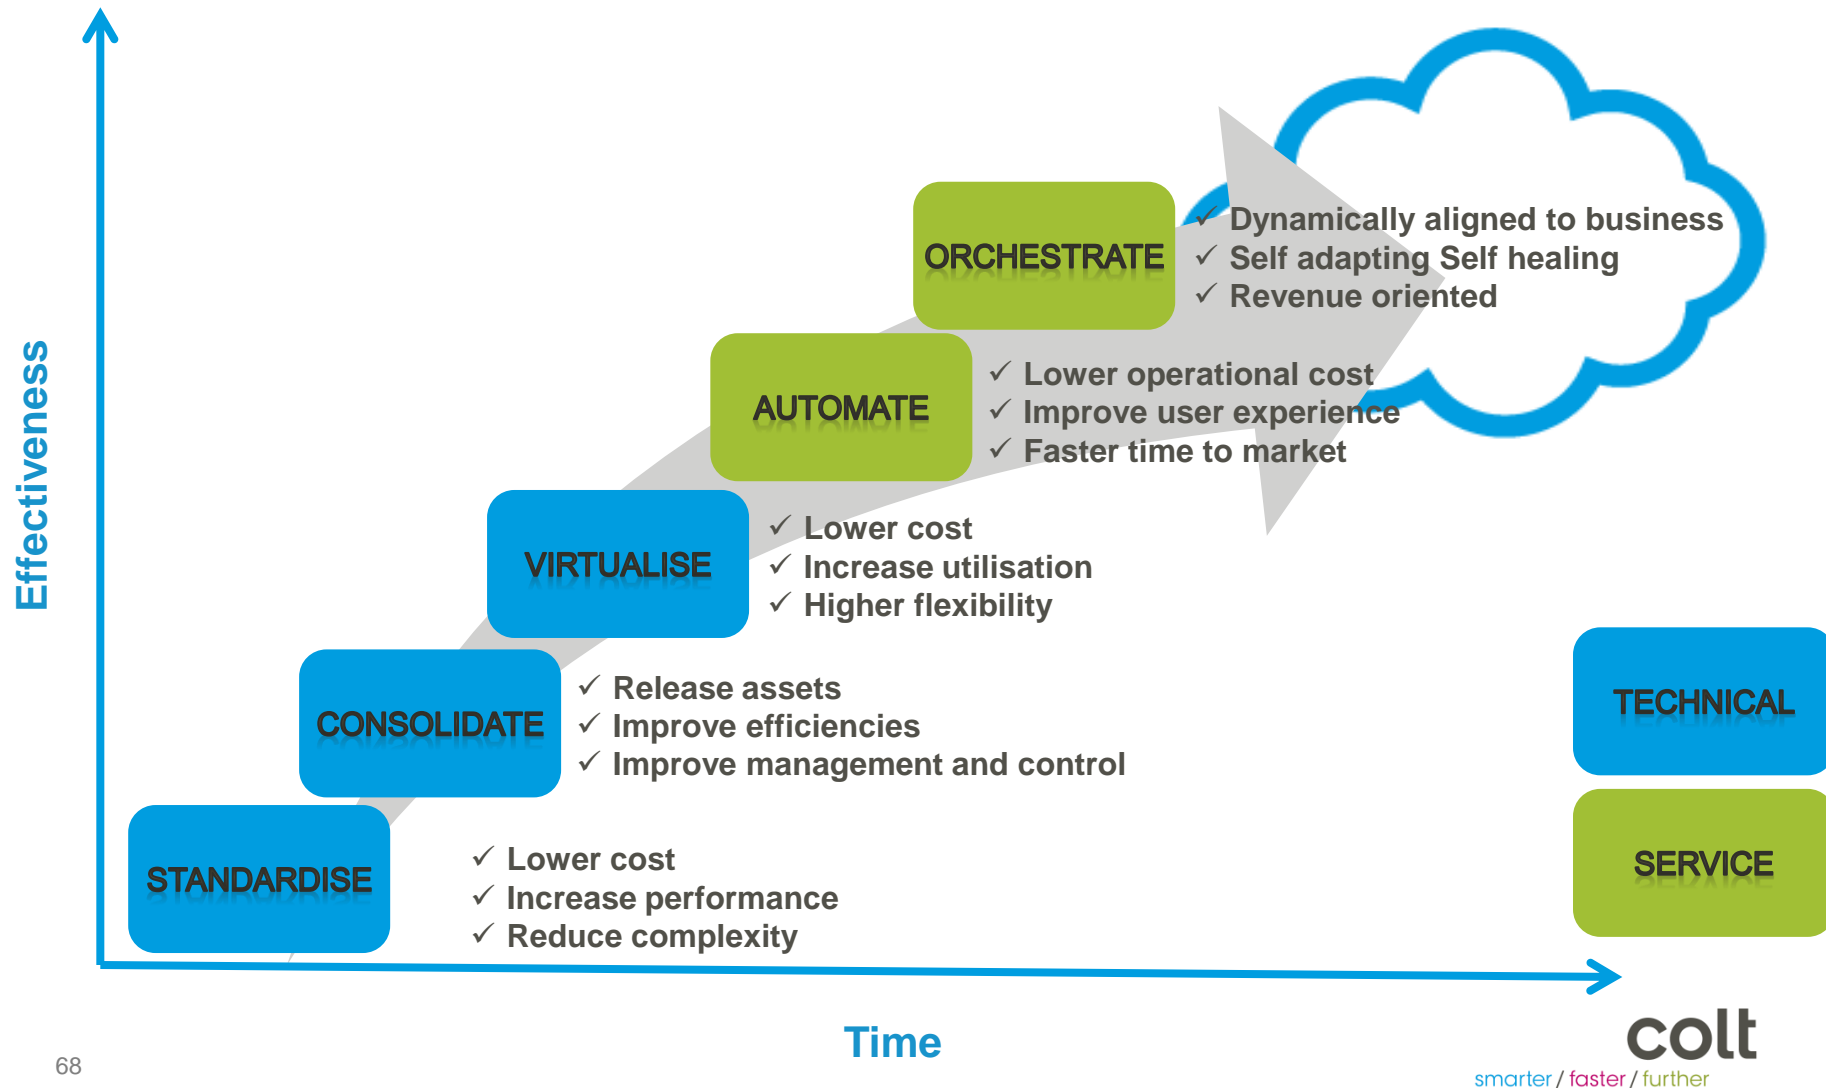 Effectiveness
ORCHESTRATE
✓ Dynamically aligned to business
✓ Self adapting Self healing
✓ Revenue oriented
AUTOMATE
✓ Lower operational cost
✓ Improve user experience
✓ Faster time to market
VIRTUALISE
✓ Lower cost
✓ Increase utilisation
✓ Higher flexibility
CONSOLIDATE
✓ Release assets
✓ Improve efficiencies
✓ Improve management and control
STANDARDISE
✓ Lower cost
✓ Increase performance
✓ Reduce complexity
TECHNICAL
SERVICE
Time
68
colt
smarter / faster / further